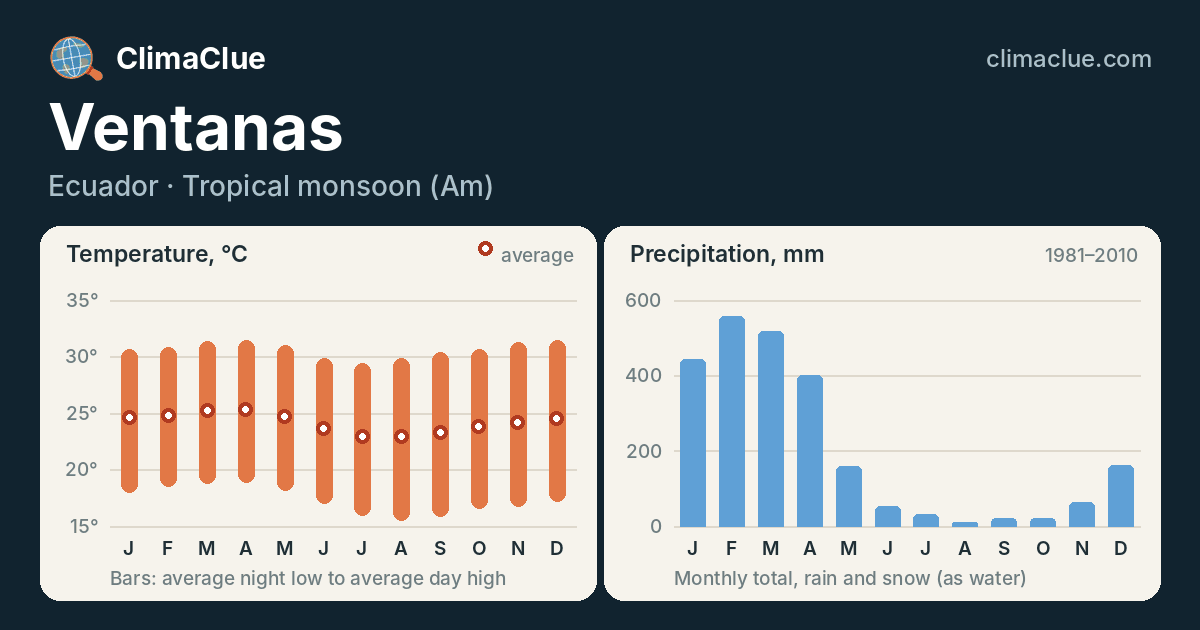 ClimaClue
climaclue.com
Ventanas
Ecuador · Tropical monsoon (Am)
Temperature, °C
average
35°
30°
25°
20°
15°
J F M A M J J A S O N D
Bars: average night low to average day high
Precipitation, mm
1981–2010
600
400
200
0
J F M A M J J A S O N D
Monthly total, rain and snow (as water)